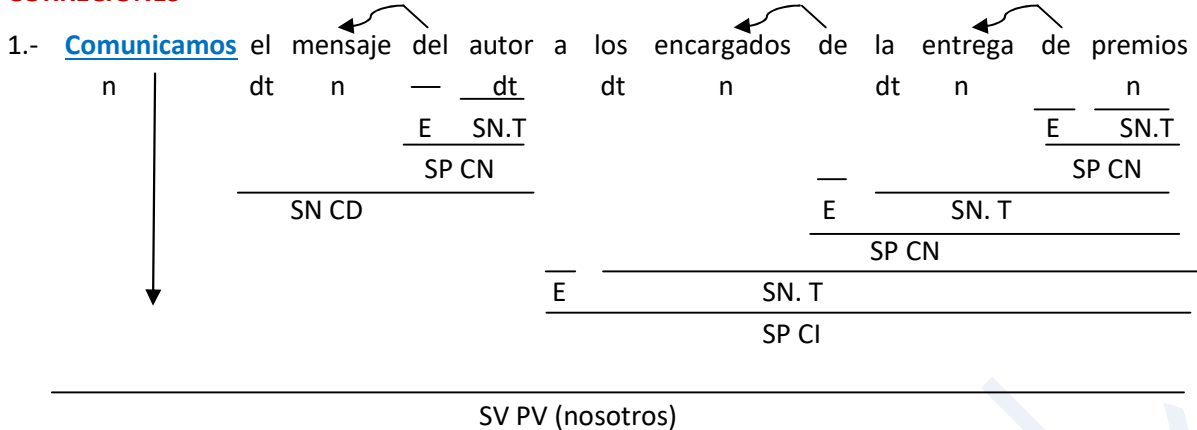 1.- Comunicamos el mensaje del autor a los encargados de la entrega de premios
n dt n dt dt n dt n n
E SN.T E SN.T
SP CN SP CN
SN CD E SN. T
SP CN
E SN. T
SP CI
SV PV (nosotros)